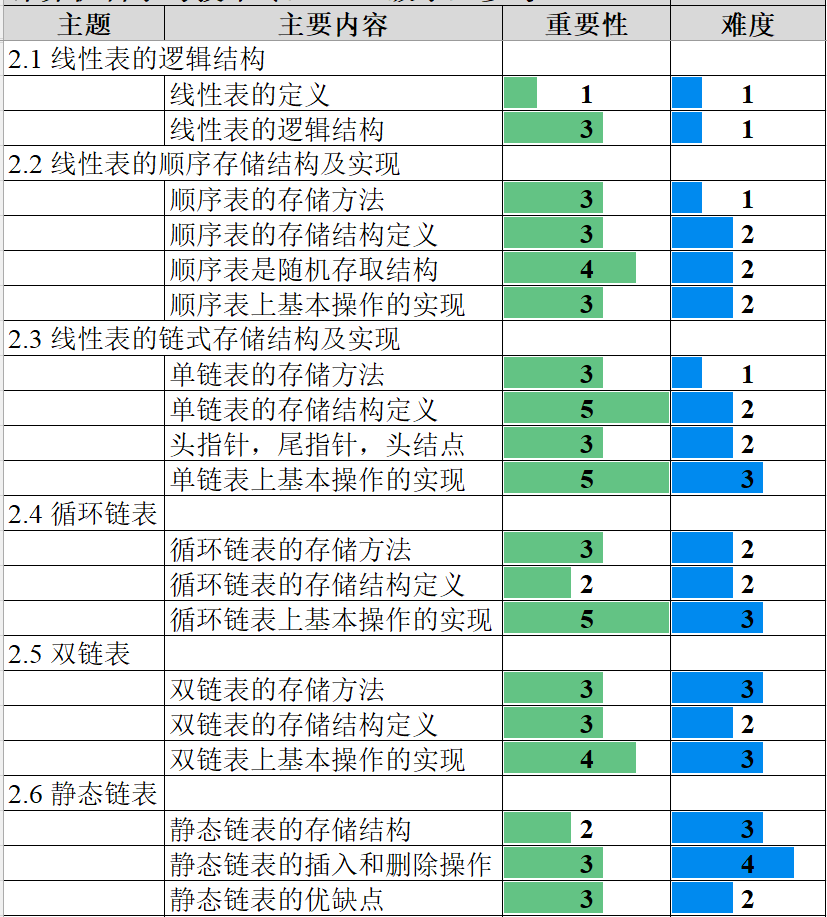 主题 主要内容 重要性 难度
2.1 线性表的逻辑结构
线性表的定义 1 1
线性表的逻辑结构 3 1
2.2 线性表的顺序存储结构及实现
顺序表的存储方法 3 1
顺序表的存储结构定义 3 2
顺序表是随机存取结构 4 2
顺序表上基本操作的实现 3 2
2.3 线性表的链式存储结构及实现
单链表的存储方法 3 1
单链表的存储结构定义 5 2
头指针，尾指针，头结点 3 2
单链表上基本操作的实现 5 3
2.4 循环链表
循环链表的存储方法 3 2
循环链表的存储结构定义 2 2
循环链表上基本操作的实现 5 3
2.5 双链表
双链表的存储方法 3 3
双链表的存储结构定义 3 2
双链表上基本操作的实现 4 3
2.6 静态链表
静态链表的存储结构 2 3
静态链表的插入和删除操作 3 4
静态链表的优缺点 3 2